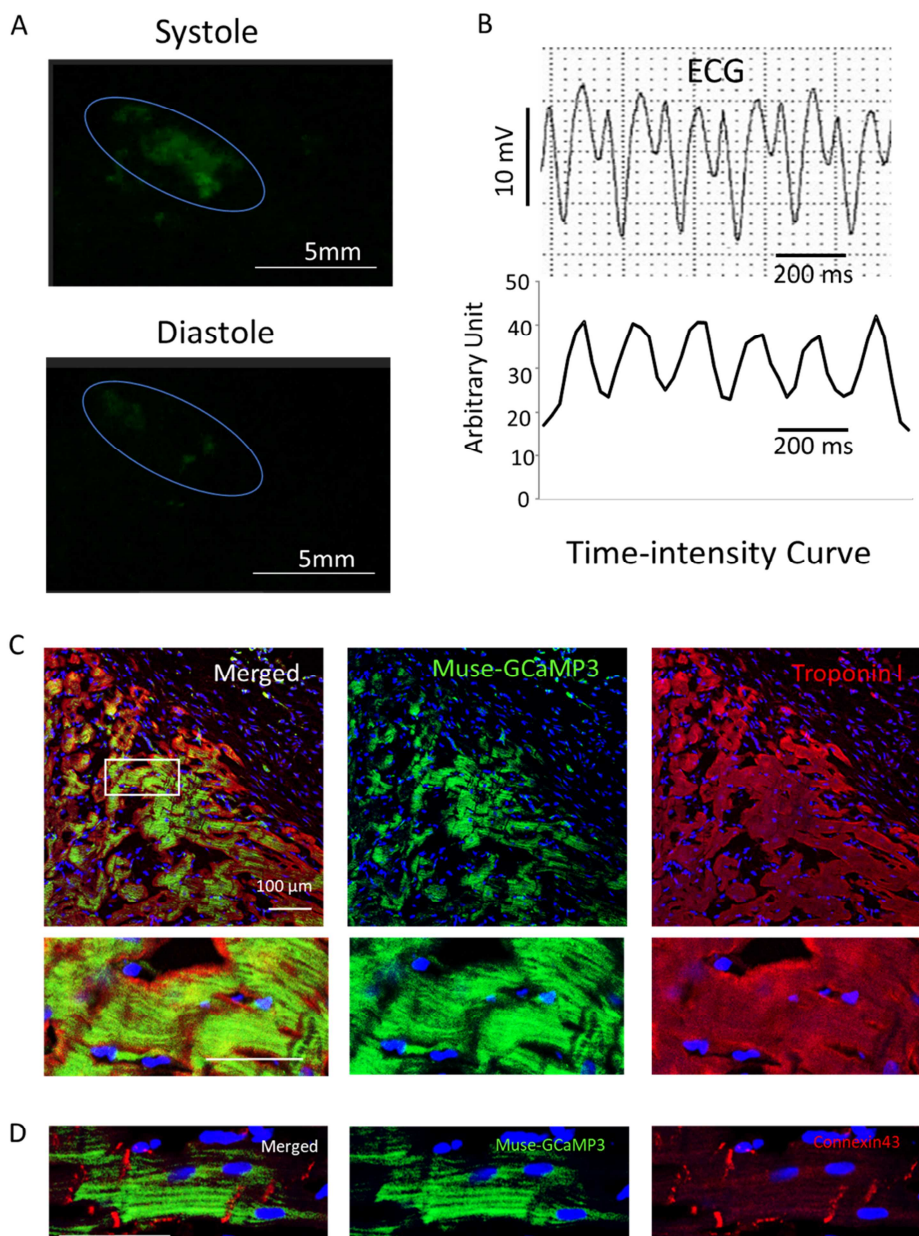 A
Systole
5mm
Diastole
5mm
B
ECG
10 mV
200 ms
50
40
30
20
10
0
Arbitrary Unit
200 ms
Time-intensity Curve
C
Merged
100 µm
Muse-GCaMP3
Troponin I
D
Merged
Muse-GCaMP3
Connexin43